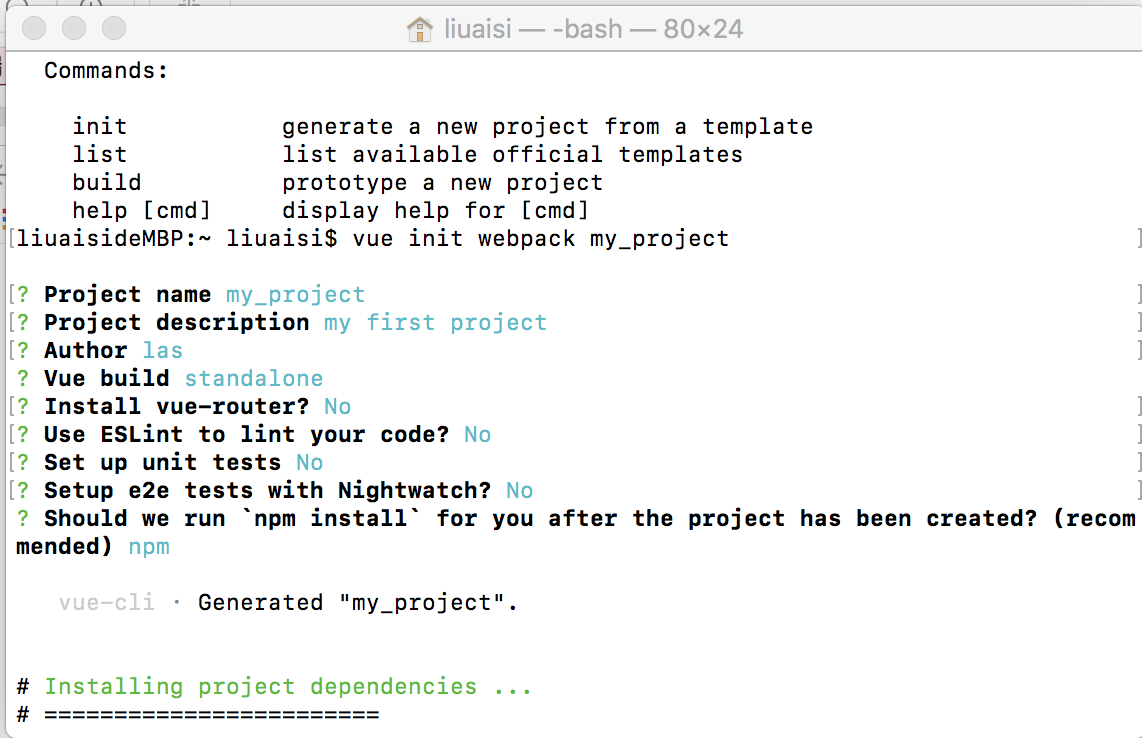 liuaisi — -bash — 80×24
Commands:
init generate a new project from a template
list list available official templates
build prototype a new project
help [cmd] display help for [cmd]
[liuaisideMBP:~ liuaisi$ vue init webpack my_project ]
[? Project name my_project ]
[? Project description my first project ]
[? Author las ]
? Vue build standalone
[? Install vue-router? No ]
[? Use ESLint to lint your code? No ]
[? Set up unit tests No ]
[? Setup e2e tests with Nightwatch? No ]
? Should we run `npm install` for you after the project has been created? (recom
mended) npm
vue-cli · Generated "my_project".
# Installing project dependencies ...
# ========================